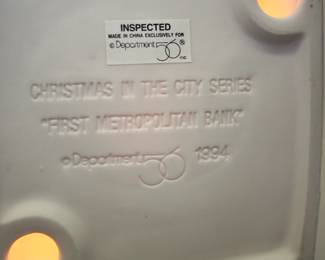 INSPECTED
MADE IN CHINA EXCLUSIVELY FOR
© Department 56® INC.
CHRISTMAS IN THE CITY SERIES
"FIRST METROPOLITAN BANK"
© Department 56 1994